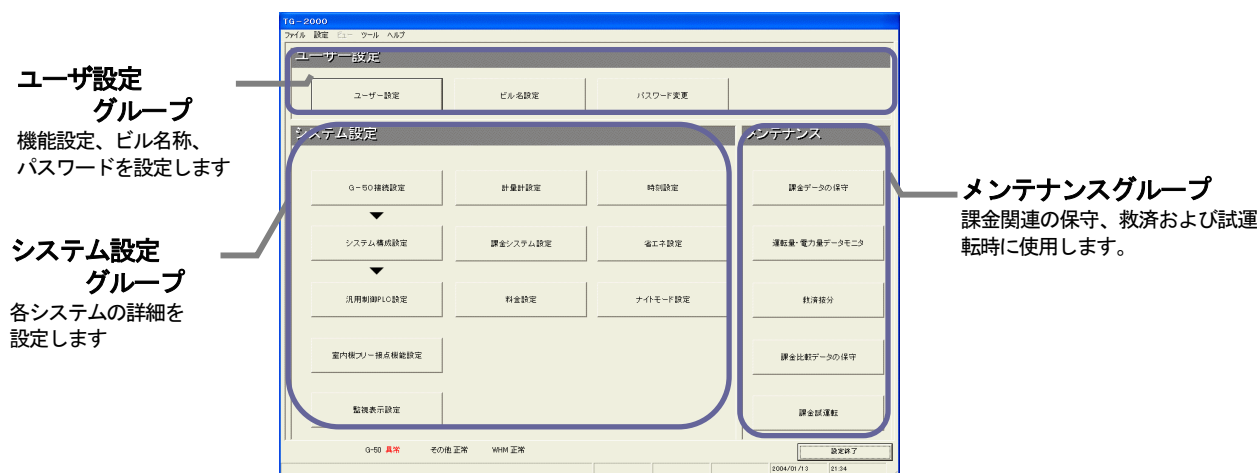 TG-2000
ファイル 設定 ビュー ツール ヘルプ
ユーザー設定
ユーザー設定 ビル名設定 パスワード変更
システム設定
G-50接続設定 計量計設定 時刻設定
システム構成設定 課金システム設定 省エネ設定
汎用制御PLC設定 料金設定 ナイトモード設定
室内機フリー接点機能設定
監視表示設定
メンテナンス
課金データの保守
運転量・電力量データモニタ
救済按分
課金比較データの保守
課金試運転
G-50 異常 その他 正常 WHM 正常
設定終了
2004/01/13 21:34
ユーザ設定
グループ
機能設定、ビル名称、
パスワードを設定します
システム設定
グループ
各システムの詳細を
設定します
メンテナンスグループ
課金関連の保守、救済および試運
転時に使用します。